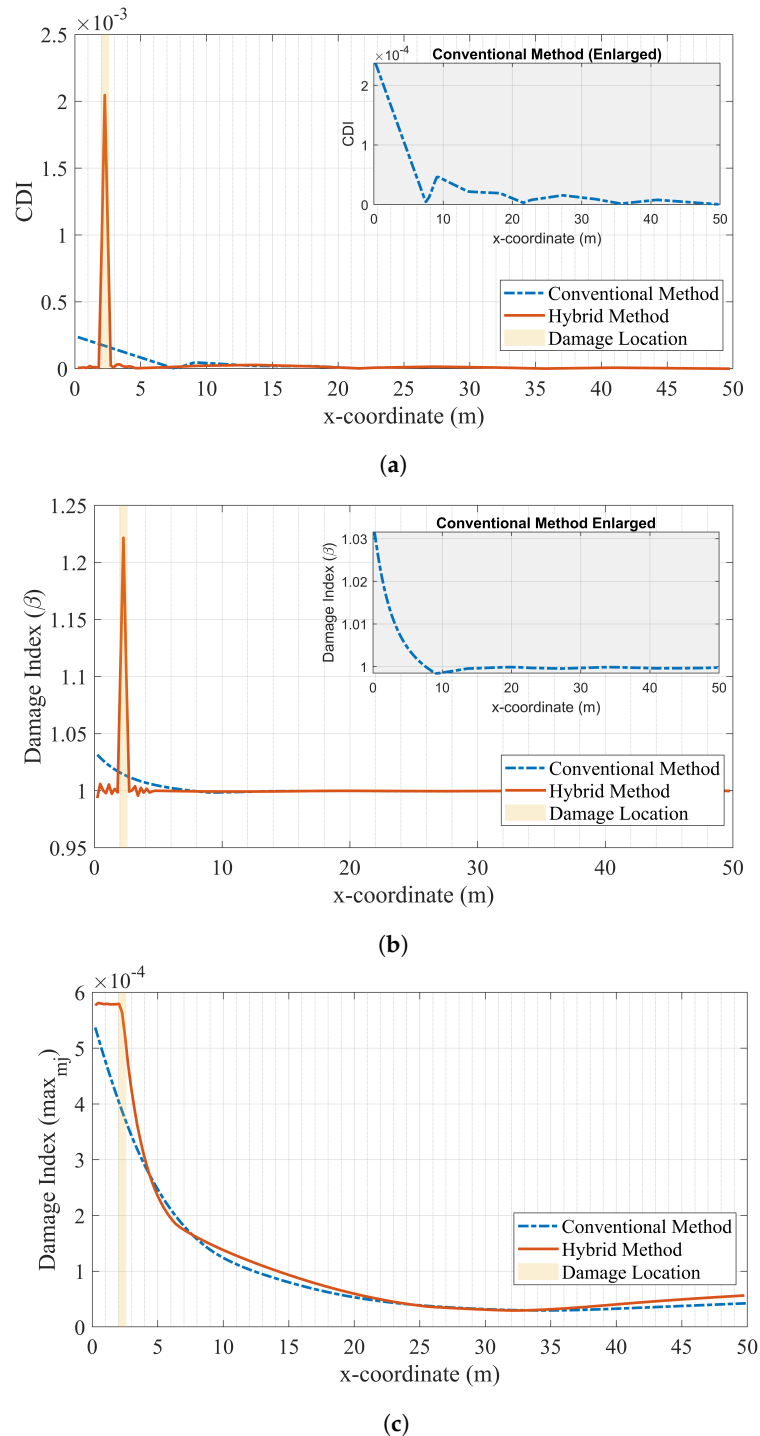 ×10⁻³
2.5
2
1.5
1
0.5
0
CDI
0 5 10 15 20 25 30 35 40 45 50
x-coordinate (m)
Conventional Method (Enlarged)
×10⁻⁴
2
1
0
CDI
0 10 20 30 40 50
x-coordinate (m)
Conventional Method
Hybrid Method
Damage Location
(a)
1.25
1.2
1.15
1.1
1.05
1
0.95
Damage Index (β)
0 10 20 30 40 50
x-coordinate (m)
Conventional Method Enlarged
1.03
1.02
1.01
1
Damage Index (β)
0 10 20 30 40 50
x-coordinate (m)
Conventional Method
Hybrid Method
Damage Location
(b)
×10⁻⁴
6
5
4
3
2
1
0
Damage Index (max_mj)
0 5 10 15 20 25 30 35 40 45 50
x-coordinate (m)
Conventional Method
Hybrid Method
Damage Location
(c)